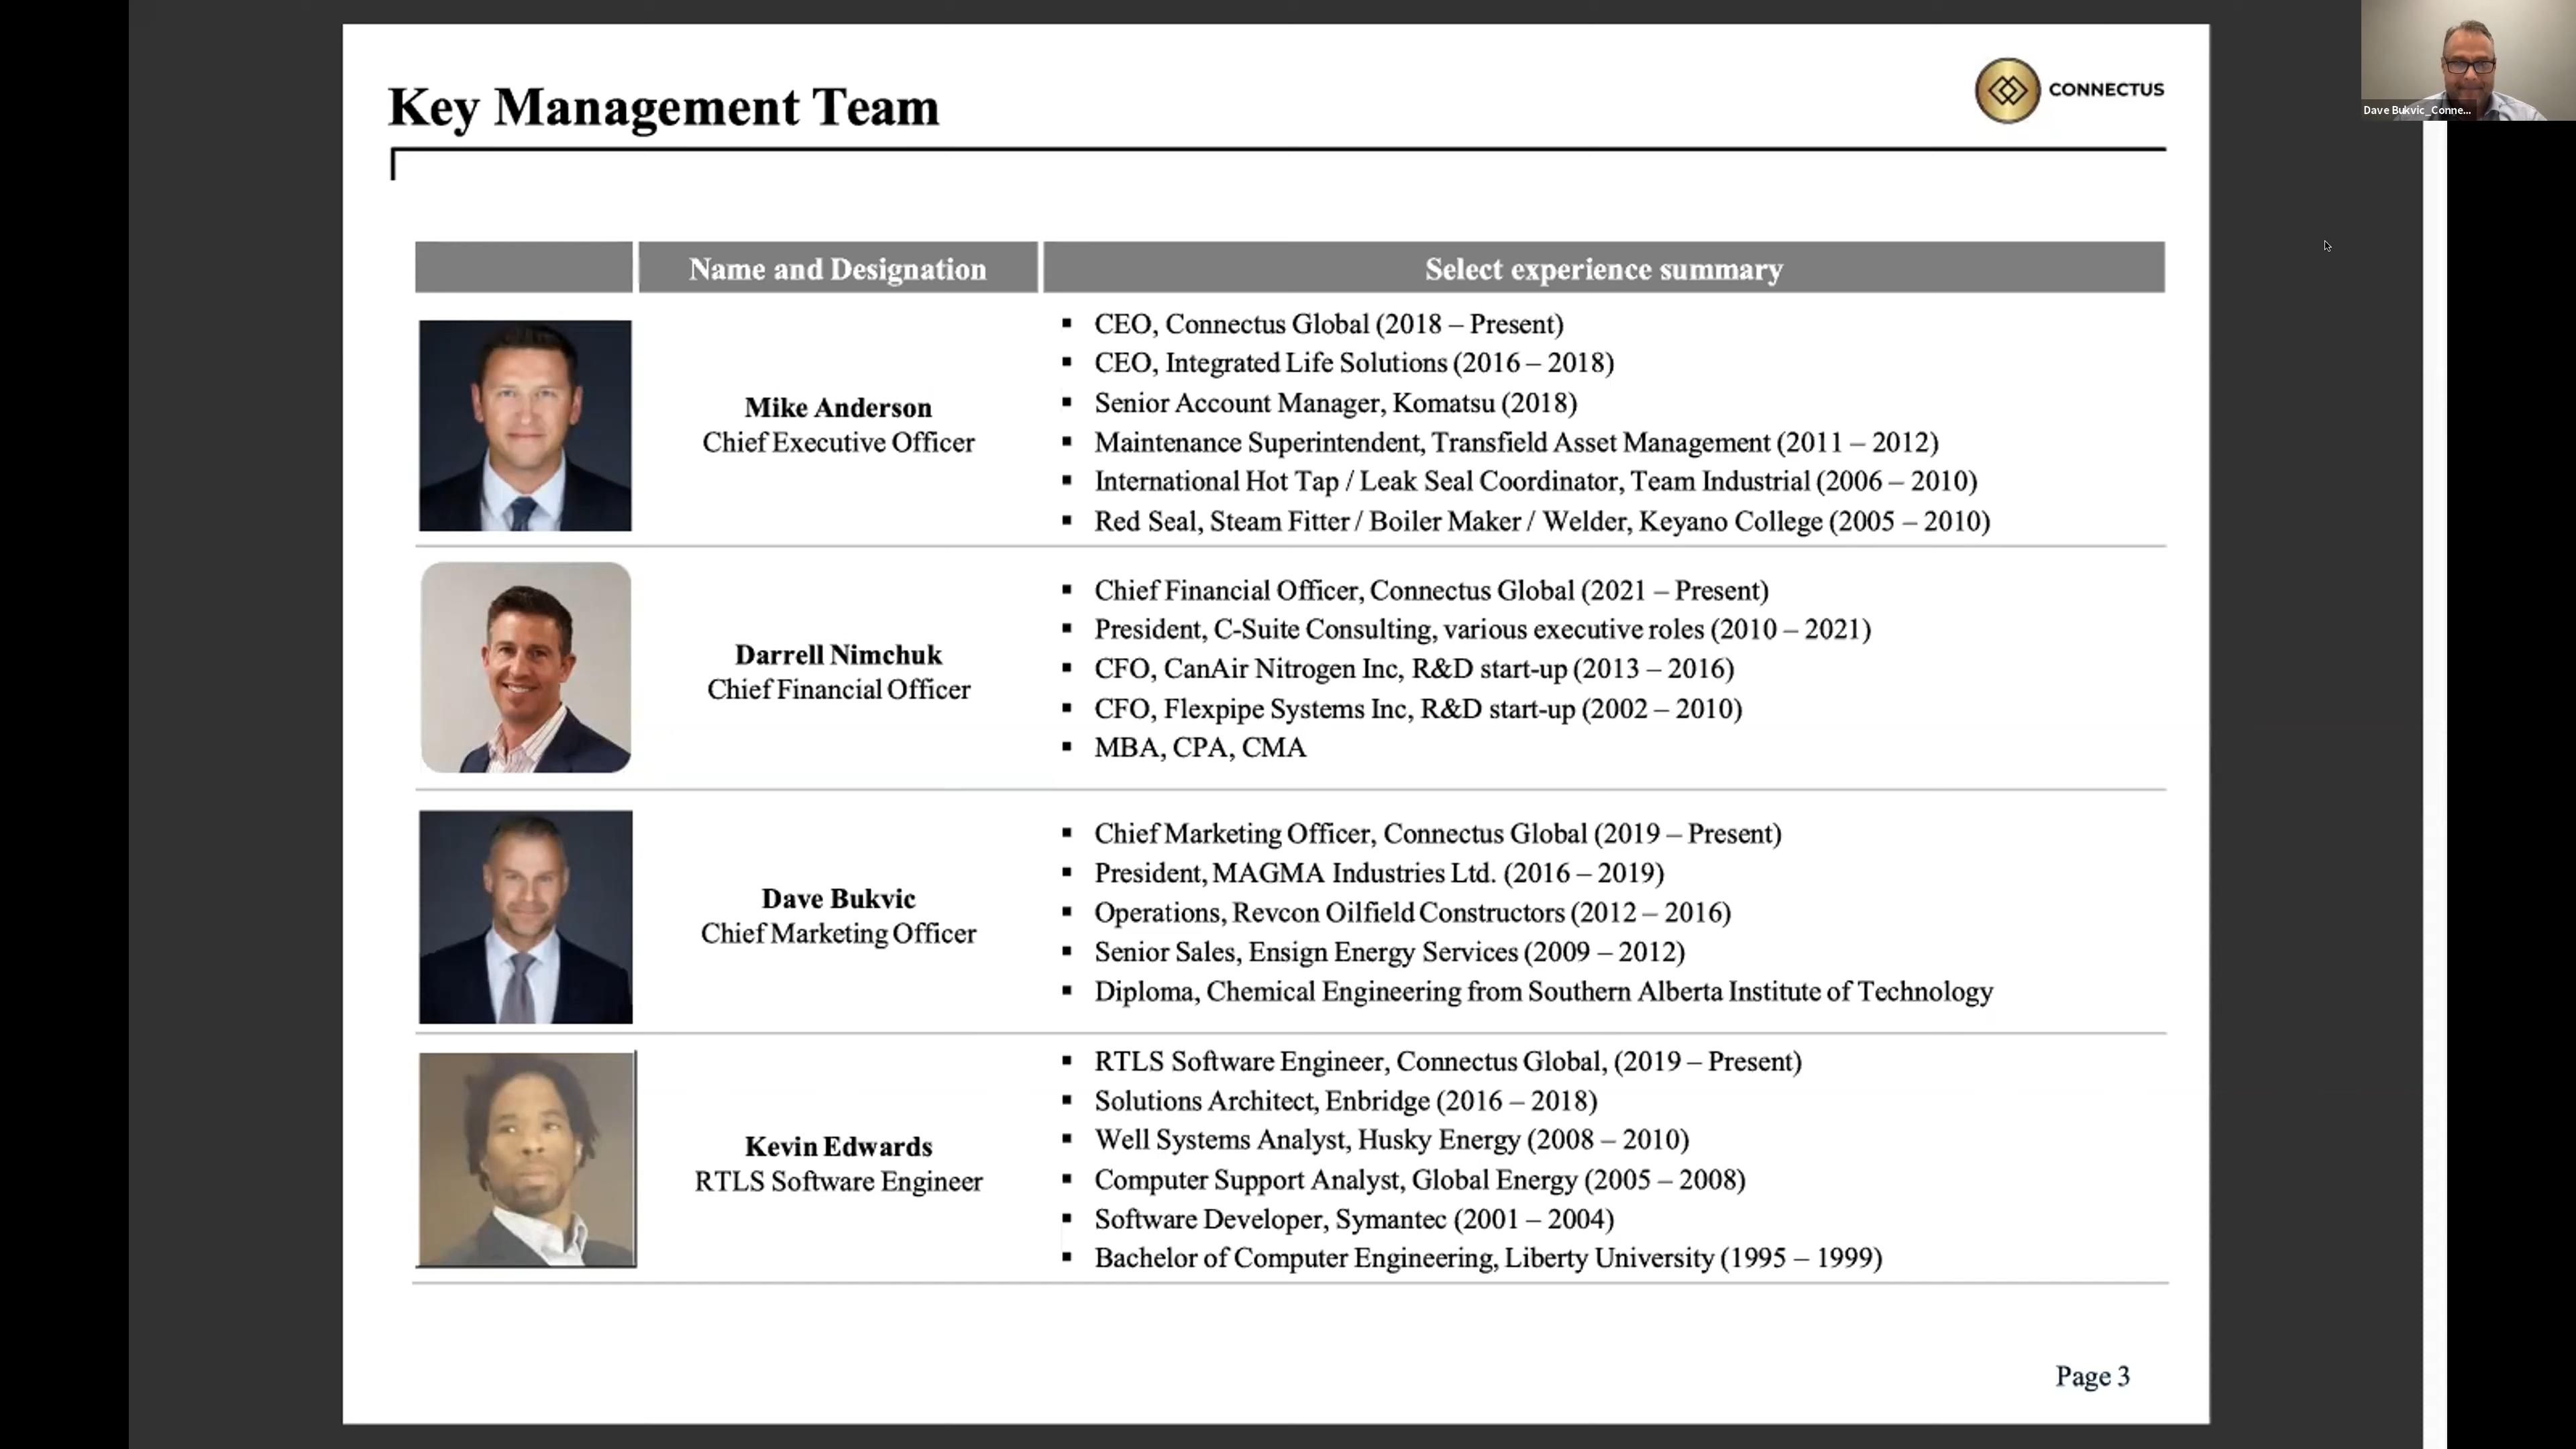 Key Management Team
CONNECTUS
Dave Bukvic_Conne...
Name and Designation
Select experience summary
Mike Anderson
Chief Executive Officer
▪ CEO, Connectus Global (2018 – Present)
▪ CEO, Integrated Life Solutions (2016 – 2018)
▪ Senior Account Manager, Komatsu (2018)
▪ Maintenance Superintendent, Transfield Asset Management (2011 – 2012)
▪ International Hot Tap / Leak Seal Coordinator, Team Industrial (2006 – 2010)
▪ Red Seal, Steam Fitter / Boiler Maker / Welder, Keyano College (2005 – 2010)
Darrell Nimchuk
Chief Financial Officer
▪ Chief Financial Officer, Connectus Global (2021 – Present)
▪ President, C-Suite Consulting, various executive roles (2010 – 2021)
▪ CFO, CanAir Nitrogen Inc, R&D start-up (2013 – 2016)
▪ CFO, Flexpipe Systems Inc, R&D start-up (2002 – 2010)
▪ MBA, CPA, CMA
Dave Bukvic
Chief Marketing Officer
▪ Chief Marketing Officer, Connectus Global (2019 – Present)
▪ President, MAGMA Industries Ltd. (2016 – 2019)
▪ Operations, Revcon Oilfield Constructors (2012 – 2016)
▪ Senior Sales, Ensign Energy Services (2009 – 2012)
▪ Diploma, Chemical Engineering from Southern Alberta Institute of Technology
Kevin Edwards
RTLS Software Engineer
▪ RTLS Software Engineer, Connectus Global, (2019 – Present)
▪ Solutions Architect, Enbridge (2016 – 2018)
▪ Well Systems Analyst, Husky Energy (2008 – 2010)
▪ Computer Support Analyst, Global Energy (2005 – 2008)
▪ Software Developer, Symantec (2001 – 2004)
▪ Bachelor of Computer Engineering, Liberty University (1995 – 1999)
Page 3